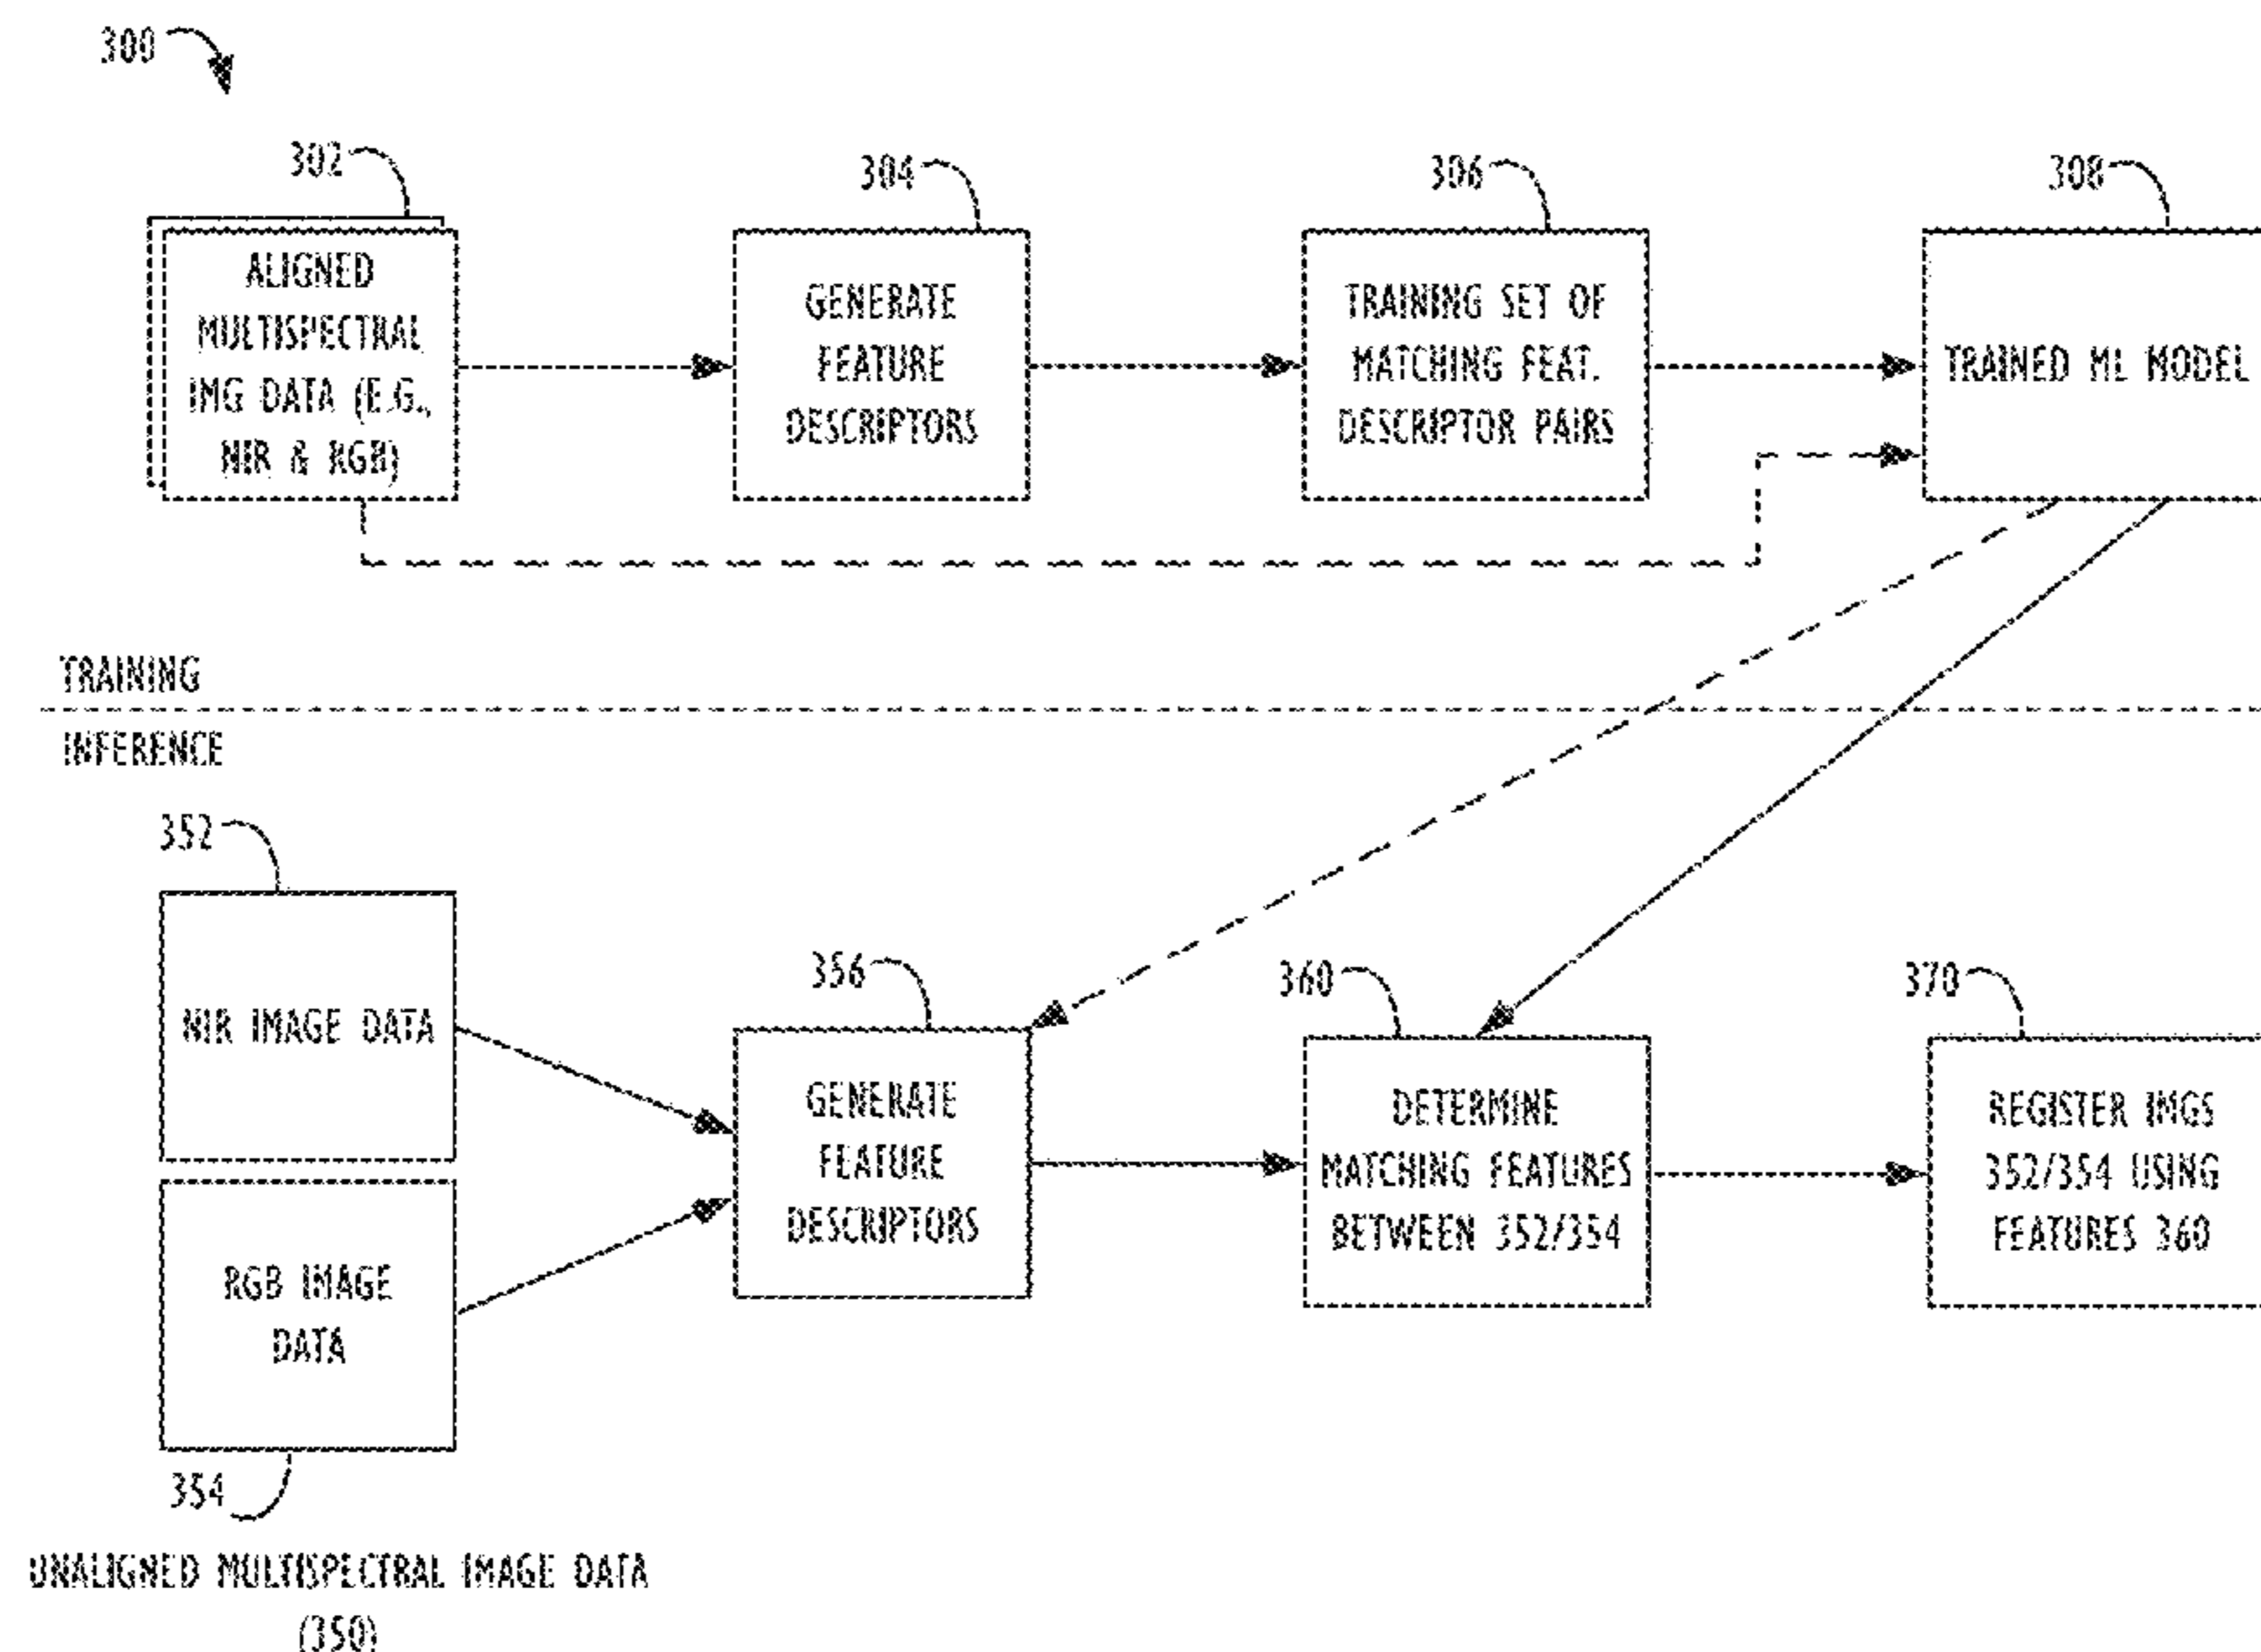 300
302
304
306
308
ALIGNED
MULTISPECTRAL
IMG DATA (E.G.,
NIR & RGB)
GENERATE
FEATURE
DESCRIPTORS
TRAINING SET OF
MATCHING FEAT.
DESCRIPTOR PAIRS
TRAINED ML MODEL
TRAINING
INFERENCE
352
NIR IMAGE DATA
RGB IMAGE
DATA
354
UNALIGNED MULTISPECTRAL IMAGE DATA
(350)
356
GENERATE
FEATURE
DESCRIPTORS
360
DETERMINE
MATCHING FEATURES
BETWEEN 352/354
370
REGISTER IMGS
352/354 USING
FEATURES 360